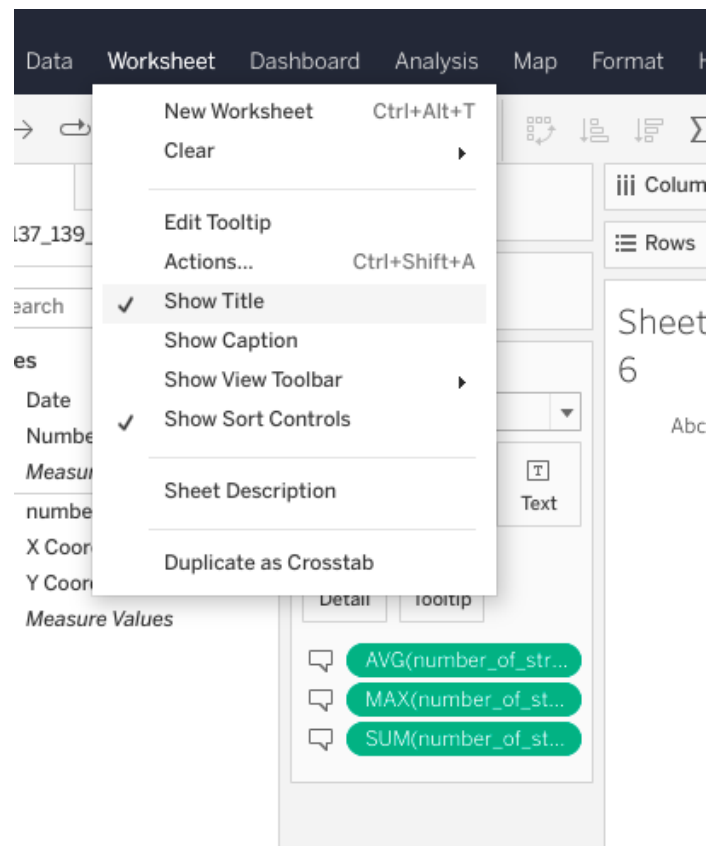 Data Worksheet Dashboard Analysis Map Format
New Worksheet Ctrl+Alt+T
Clear
Edit Tooltip
Actions... Ctrl+Shift+A
Show Title
Show Caption
Show View Toolbar
Show Sort Controls
Sheet Description
Duplicate as Crosstab
137_139_
earch
es
Date
Numbe
Measur
numbe
X Coor
Y Coor
Measure Values
T
Text
Detail Tooltip
AVG(number_of_str...
MAX(number_of_st...
SUM(number_of_st...
iii Colum
Rows
Sheet
6
Abc